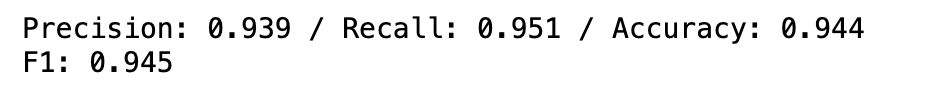 Precision: 0.939 / Recall: 0.951 / Accuracy: 0.944
F1: 0.945